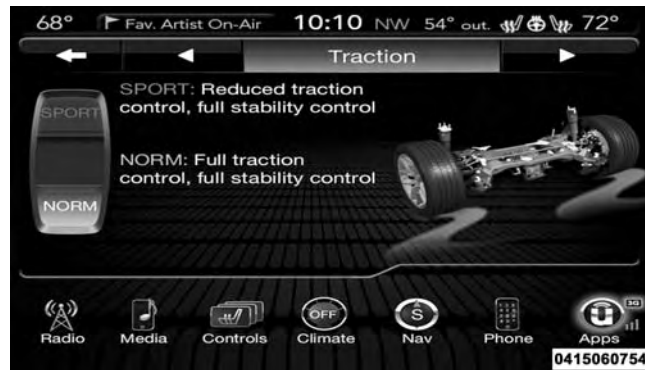 68° Fav. Artist On-Air 10:10 NW 54° out. 72°
Traction
SPORT: Reduced traction
control, full stability control
SPORT
NORM: Full traction
control, full stability control
NORM
OFF
S
3G
Radio Media Controls Climate Nav Phone Apps
0415060754